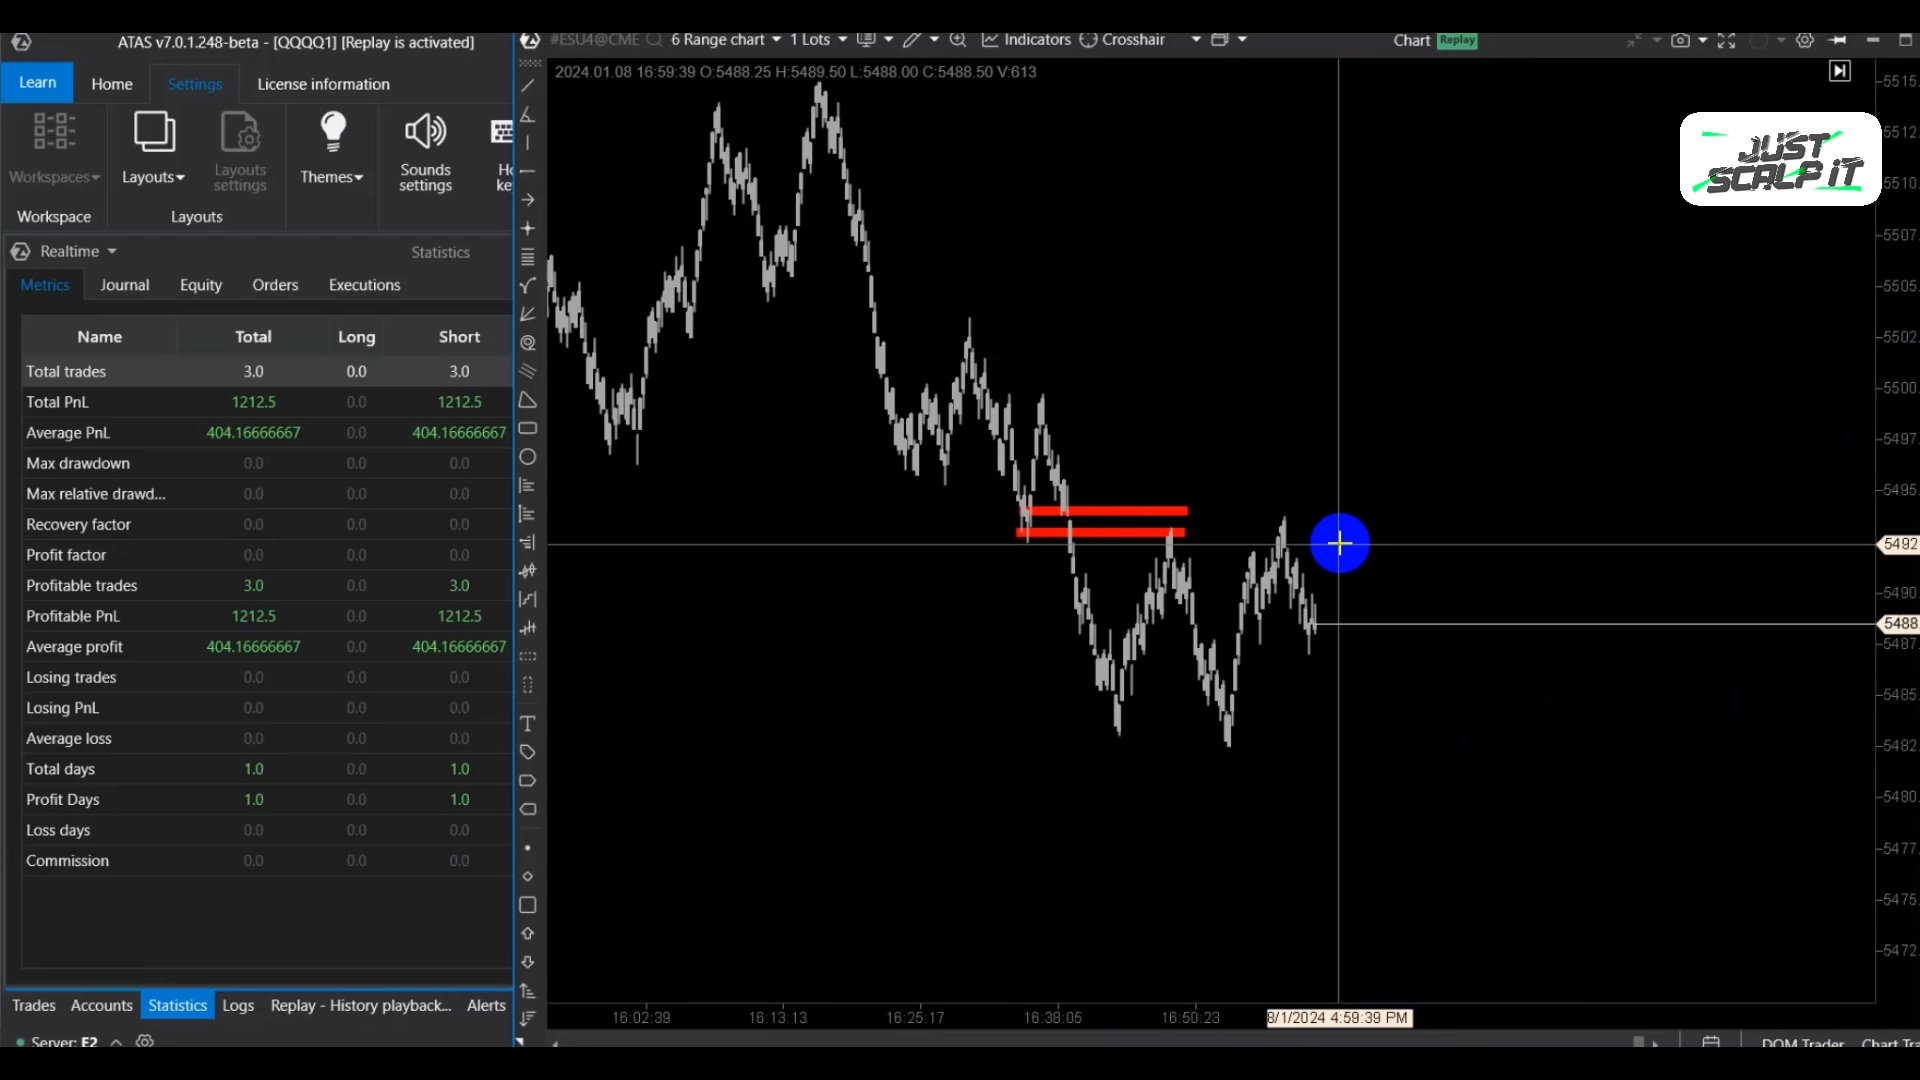 ATAS v7.0.1.248-beta - [QQQQ1] [Replay is activated]
#ESU4@CME 6 Range chart 1 Lots Indicators Crosshair Chart Replay
Learn Home Settings License information
2024.01.08 16:59:39 O:5488.25 H:5489.50 L:5488.00 C:5488.50 V:613
Workspaces Layouts Layouts settings Themes Sounds settings
Workspace Layouts
JUST
SCALP iT
Realtime Statistics
Metrics Journal Equity Orders Executions
Name Total Long Short
Total trades 3.0 0.0 3.0
Total PnL 1212.5 0.0 1212.5
Average PnL 404.16666667 0.0 404.16666667
Max drawdown 0.0 0.0 0.0
Max relative drawd... 0.0 0.0 0.0
Recovery factor 0.0 0.0 0.0
Profit factor 0.0 0.0 0.0
Profitable trades 3.0 0.0 3.0
Profitable PnL 1212.5 0.0 1212.5
Average profit 404.16666667 0.0 404.16666667
Losing trades 0.0 0.0 0.0
Losing PnL 0.0 0.0 0.0
Average loss 0.0 0.0 0.0
Total days 1.0 0.0 1.0
Profit Days 1.0 0.0 1.0
Loss days 0.0 0.0 0.0
Commission 0.0 0.0 0.0
5515.
5512.
5510.
5507.
5505.
5502.
5500.
5497.
5495.
5492
5490.
5488.
5487.
5485.
5482.
5480.
5477.
5475.
5472.
16:02:39 16:13:13 16:25:17 16:38:05 16:50:23 8/1/2024 4:59:39 PM
Trades Accounts Statistics Logs Replay - History playback... Alerts
Server: E2 DOM Trader Chart Tra